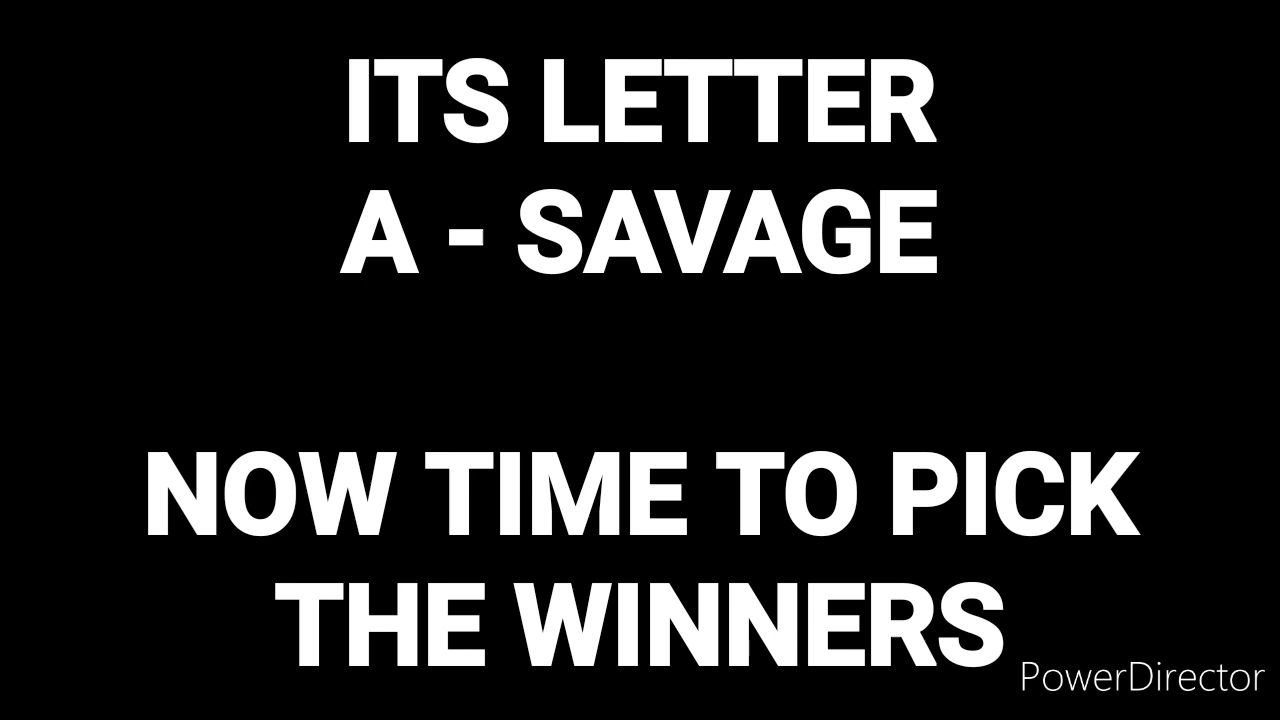 ITS LETTER
A - SAVAGE
NOW TIME TO PICK
THE WINNERS
PowerDirector